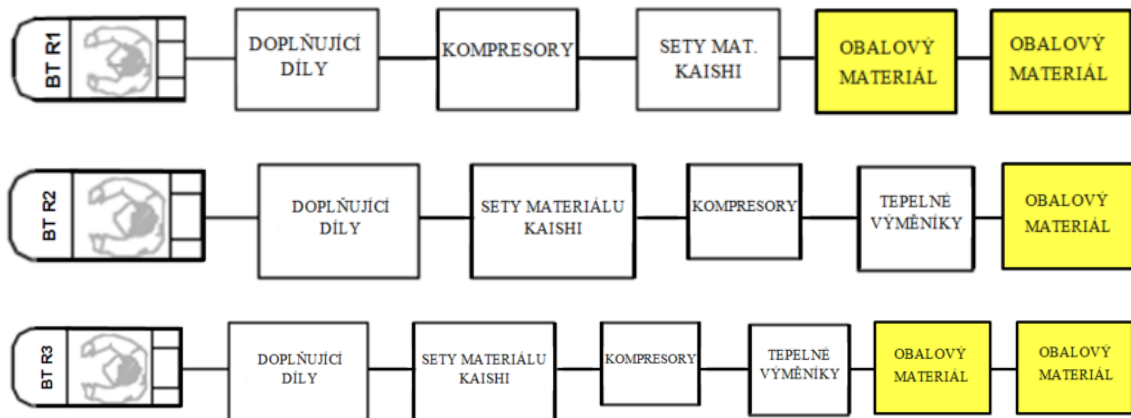 BT R1
DOPLŇUJÍCÍ
DÍLY
KOMPRESORY
SETY MAT.
KAISHI
OBALOVÝ
MATERIÁL
OBALOVÝ
MATERIÁL
BT R2
DOPLŇUJÍCÍ
DÍLY
SETY MATERIÁLU
KAISHI
KOMPRESORY
TEPELNÉ
VÝMĚNÍKY
OBALOVÝ
MATERIÁL
BT R3
DOPLŇUJÍCÍ
DÍLY
SETY MATERIÁLU
KAISHI
KOMPRESORY
TEPELNÉ
VÝMĚNÍKY
OBALOVÝ
MATERIÁL
OBALOVÝ
MATERIÁL